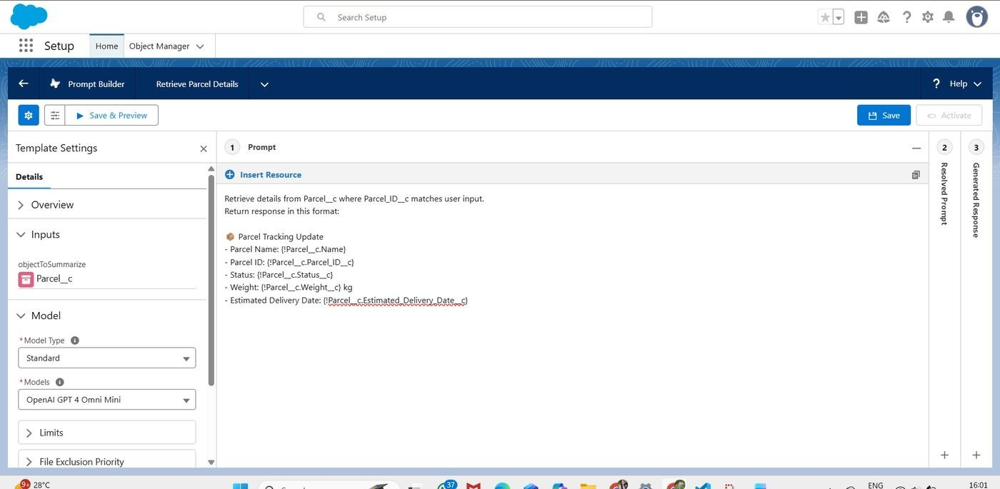 Search Setup
Setup
Home
Object Manager
Prompt Builder
Retrieve Parcel Details
Help
Save & Preview
Save
Activate
Template Settings
Details
Overview
Inputs
objectToSummarize
Parcel__c
Model
*Model Type
Standard
*Models
OpenAI GPT 4 Omni Mini
Limits
File Exclusion Priority
1 Prompt
Insert Resource
Retrieve details from Parcel__c where Parcel_ID__c matches user input.
Return response in this format:
📦 Parcel Tracking Update
- Parcel Name: {!Parcel__c.Name}
- Parcel ID: {!Parcel__c.Parcel_ID__c}
- Status: {!Parcel__c.Status__c}
- Weight: {!Parcel__c.Weight__c} kg
- Estimated Delivery Date: {!Parcel__c.Estimated_Delivery_Date__c}
2 Resolved Prompt
3 Generated Response
9+ 28°C
37
ENG
16:01